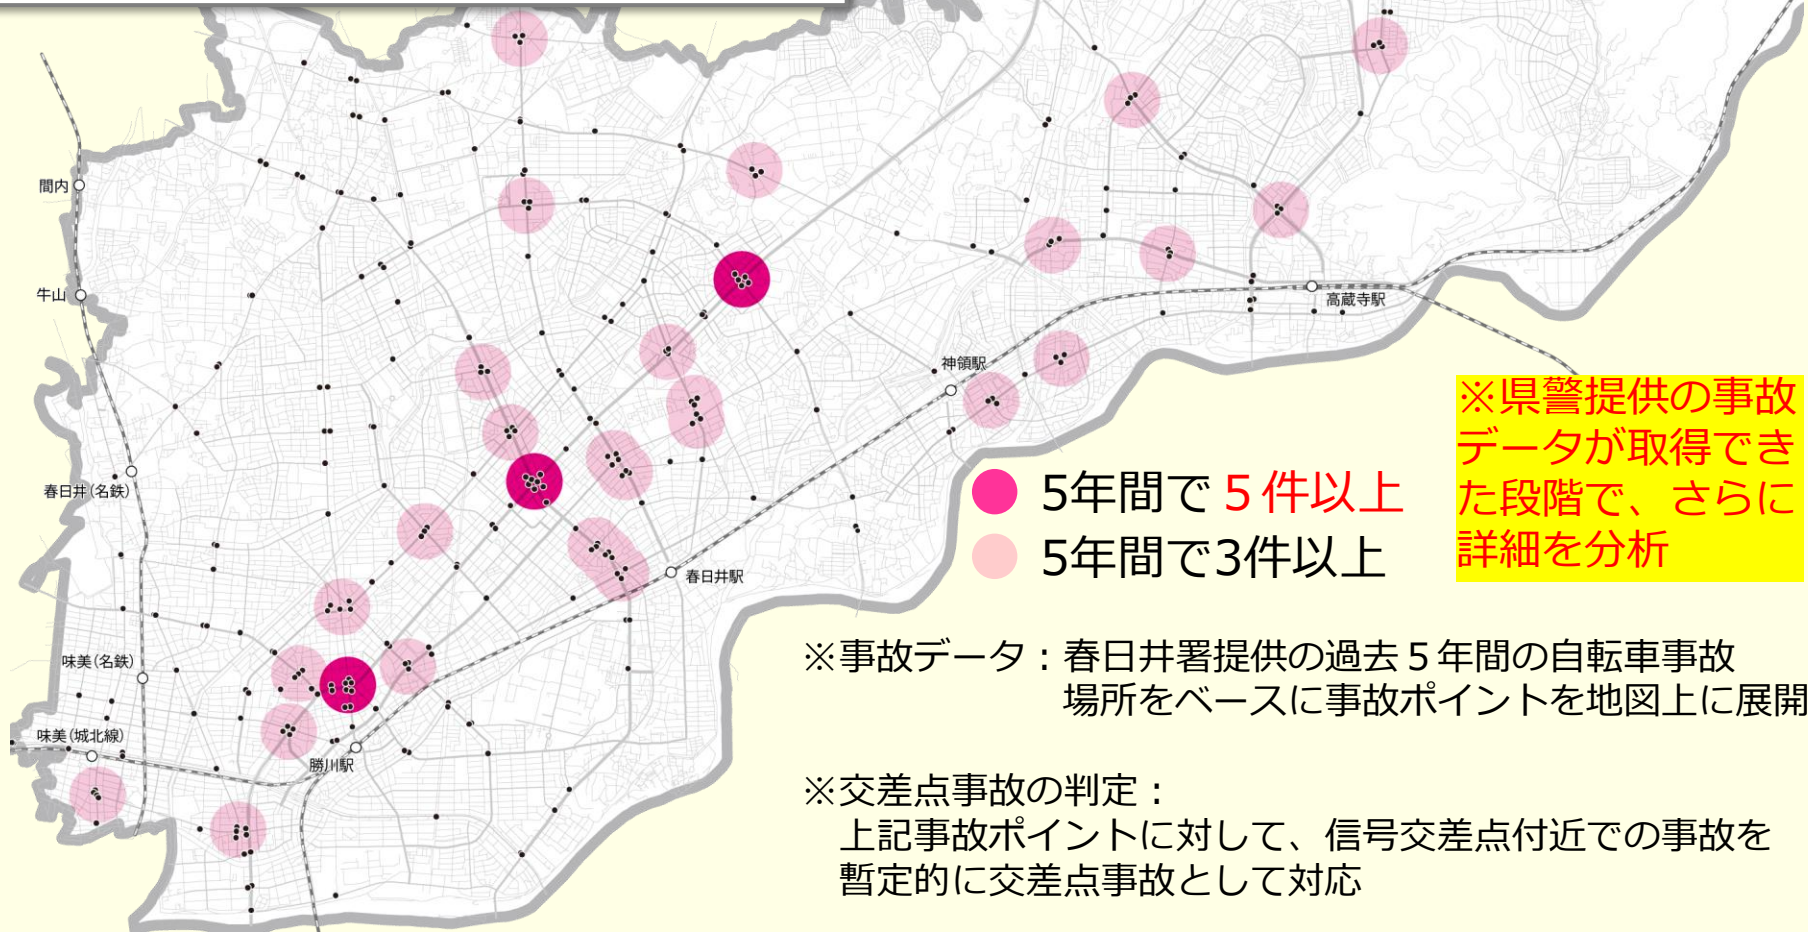 間内
牛山
高蔵寺駅
神領駅
春日井(名鉄)
春日井駅
味美(名鉄)
味美(城北線)
勝川駅
※県警提供の事故
データが取得でき
た段階で、さらに
詳細を分析
5年間で５件以上
5年間で3件以上
※事故データ：春日井署提供の過去５年間の自転車事故
場所をベースに事故ポイントを地図上に展開
※交差点事故の判定：
上記事故ポイントに対して、信号交差点付近での事故を
暫定的に交差点事故として対応